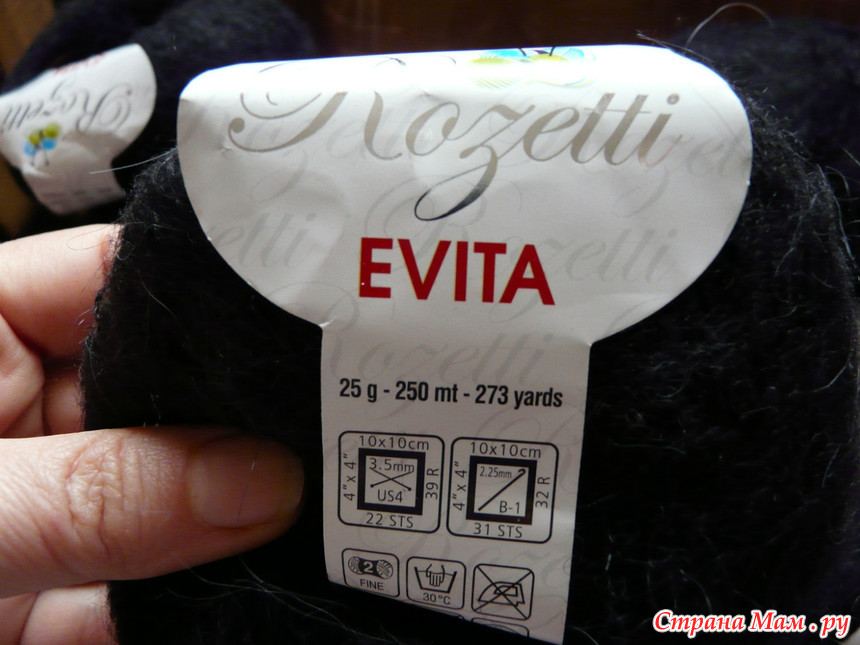 Rozetti
Rozetti
EVITA
25 g - 250 mt - 273 yards
10x10cm
4"x 4"
3.5mm
US4
39 R
22 STS
10x10cm
4"x 4"
2.25mm
B-1
32 R
31 STS
2
FINE
30°C
Страна Мам.ру